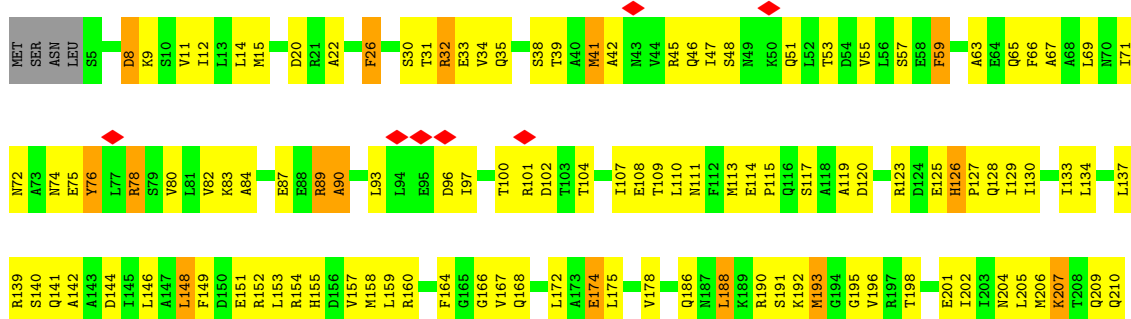 MET SER ASN LEU S5 D8 K9 S10 V11 I12 L13 L14 M15 D20 R21 A22 F26 S30 T31 R32 E33 V34 Q35 S38 T39 A40 M41 A42 N43 V44 R45 Q46 I47 S48 N49 K50 Q51 L52 T53 D54 V55 L56 S57 E58 F59 A63 E64 Q65 F66 A67 A68 L69 N70 I71
N72 A73 N74 E75 Y76 L77 R78 S79 V80 L81 V82 K83 A84 E87 E88 R89 A90 L93 L94 E95 D96 I97 T100 R101 D102 T103 T104 I107 E108 T109 L110 N111 F112 M113 E114 P115 Q116 S117 A118 A119 D120 R123 D124 E125 H126 P127 Q128 I129 I130 I133 L134 L137
R139 S140 Q141 A142 A143 D144 I145 L146 A147 L148 F149 D150 E151 R152 L153 R154 H155 D156 V157 M158 L159 R160 F164 G165 G166 V167 Q168 L172 A173 E174 L175 V178 Q186 N187 L188 K189 R190 S191 K192 M193 G194 G195 V196 R197 T198 E201 I202 I203 N204 L205 M206 K207 T208 Q209 Q210